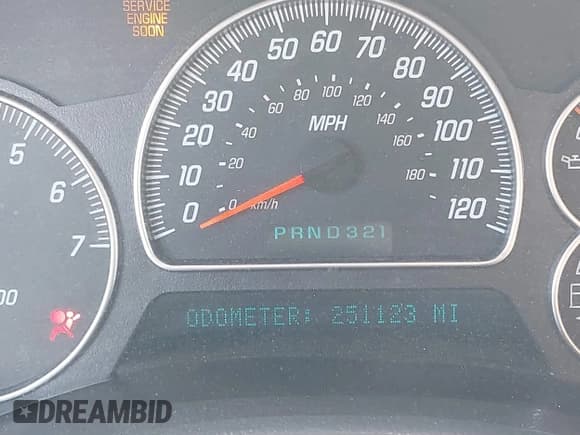 SERVICE
ENGINE
SOON
0 10 20 30 40 50 60 70 80 90 100 110 120
0 20 40 60 80 100 120 140 160 180
MPH
km/h
PRND321
5
6
7
00
ODOMETER: 251123 MI
DREAMBID